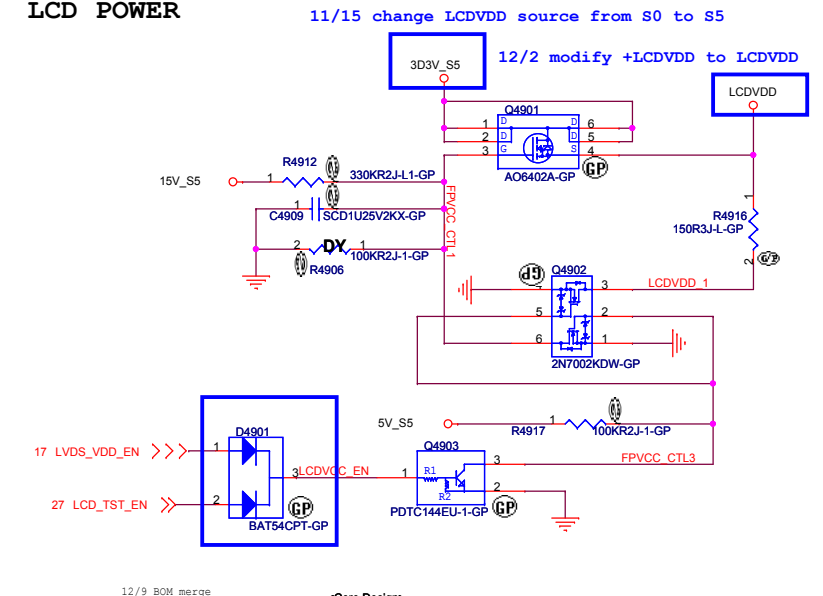 LCD POWER
11/15 change LCDVDD source from S0 to S5
12/2 modify +LCDVDD to LCDVDD
3D3V_S5
LCDVDD
Q4901
1 D D 6
2 D D 5
3 G S 4
AO6402A-GP
GP
R4912
15V_S5
1
330KR2J-L1-GP
1
C4909
SCD1U25V2KX-GP
FPVCC_CTL1
2
DY
1
100KR2J-1-GP
R4906
1
R4916
150R3J-L-GP
2
GP
Q4902
3
LCDVDD_1
5
2
6
1
2N7002KDW-GP
5V_S5
1
R4917
100KR2J-1-GP
D4901
17 LVDS_VDD_EN
1
3
LCDVCC_EN
27 LCD_TST_EN
2
GP
BAT54CPT-GP
Q4903
1
R1
R2
3
FPVCC_CTL3
2
PDTC144EU-1-GP
GP
12/9 BOM merge